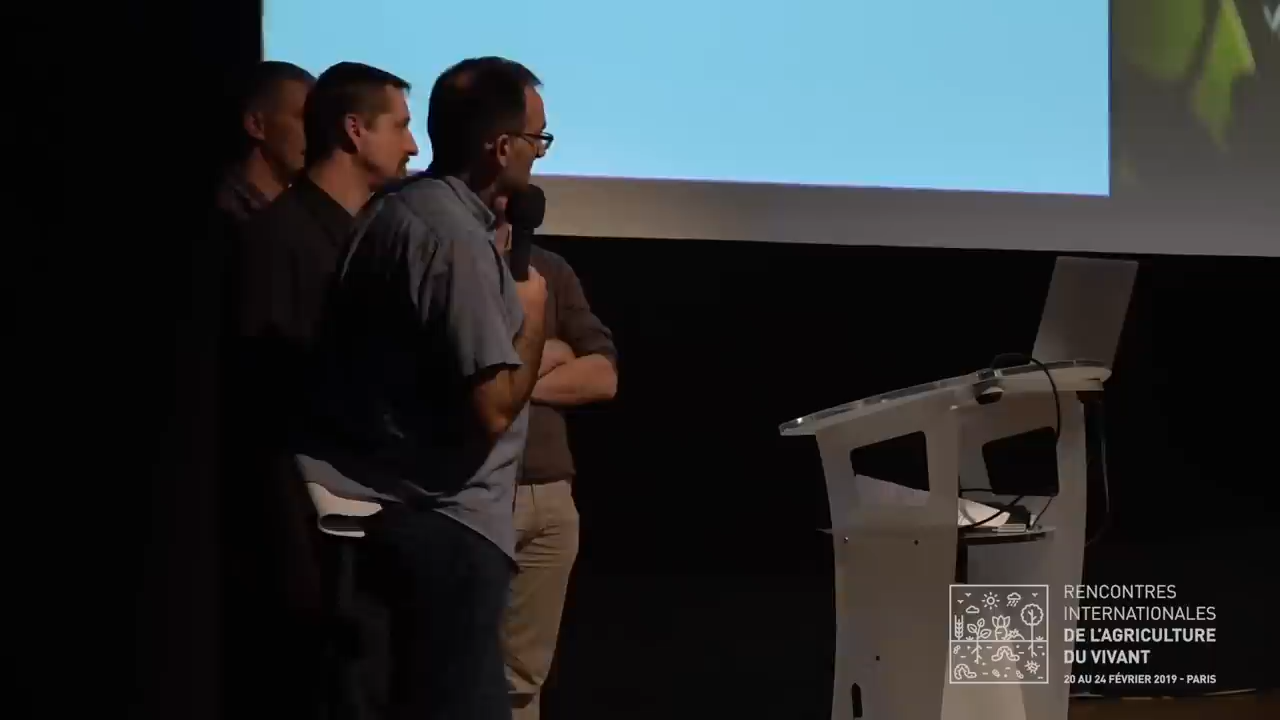 RENCONTRES
INTERNATIONALES
DE L'AGRICULTURE
DU VIVANT
20 AU 24 FÉVRIER 2019 - PARIS